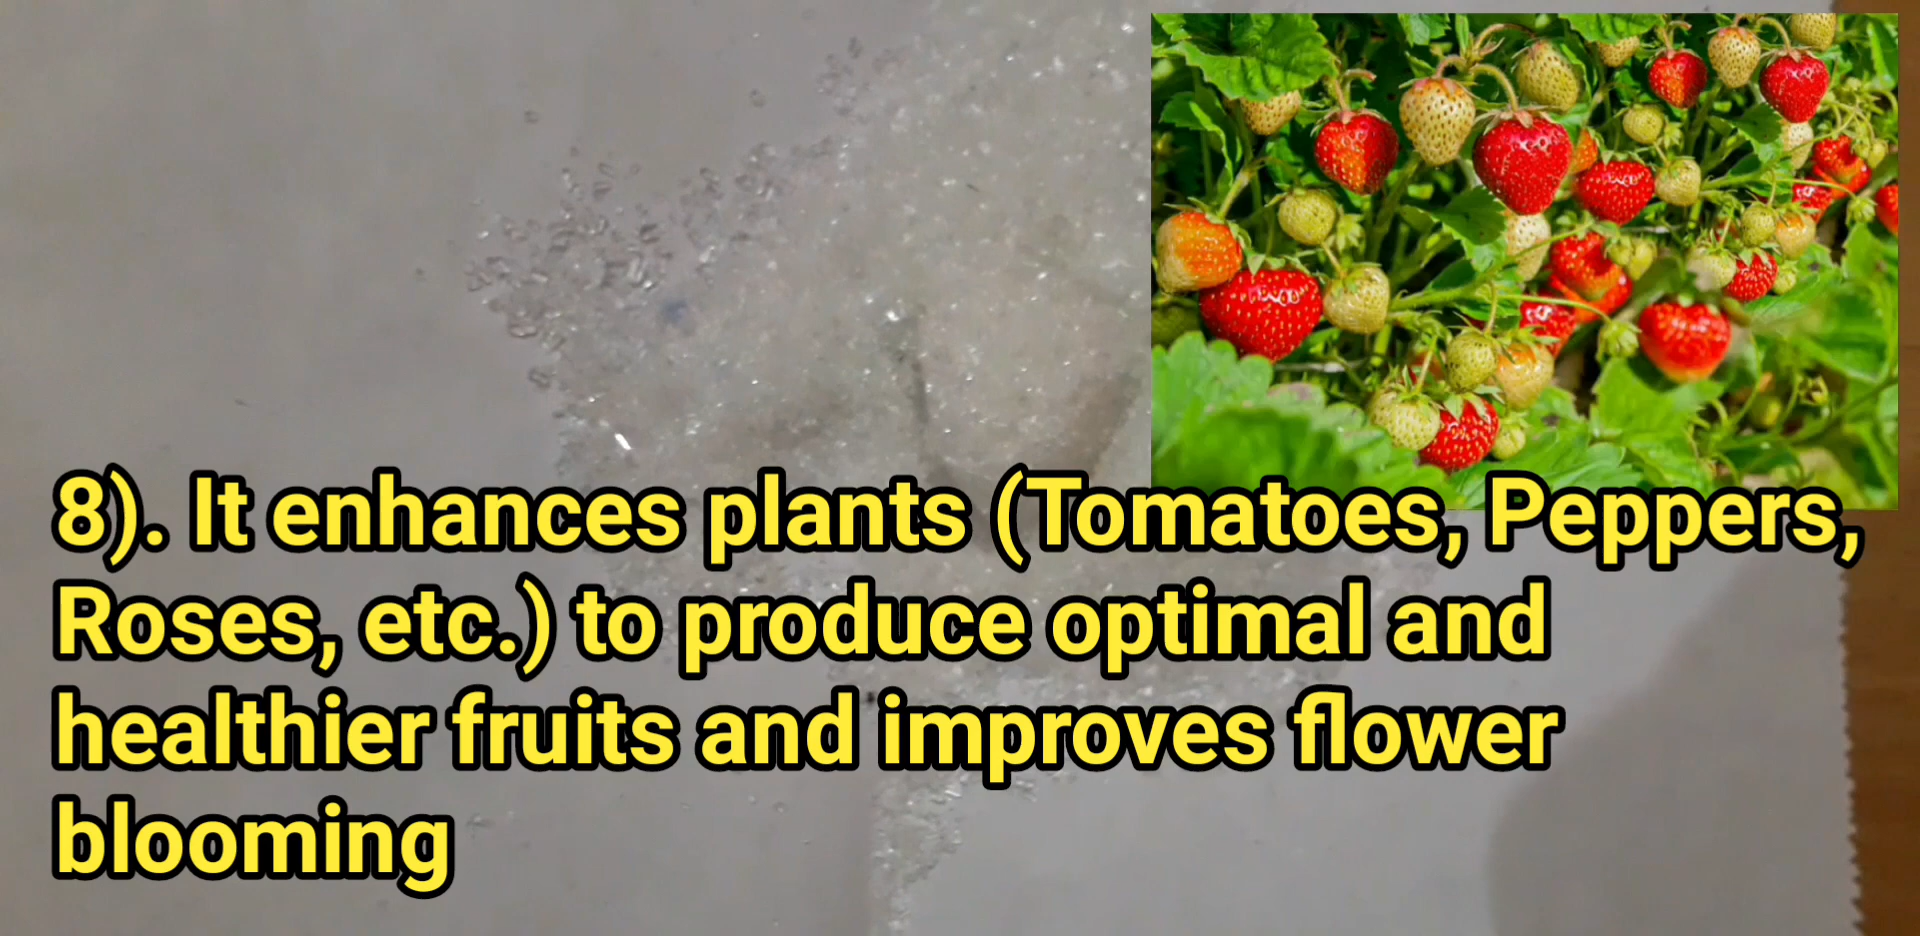 8). It enhances plants (Tomatoes, Peppers,
Roses, etc.) to produce optimal and
healthier fruits and improves flower
blooming